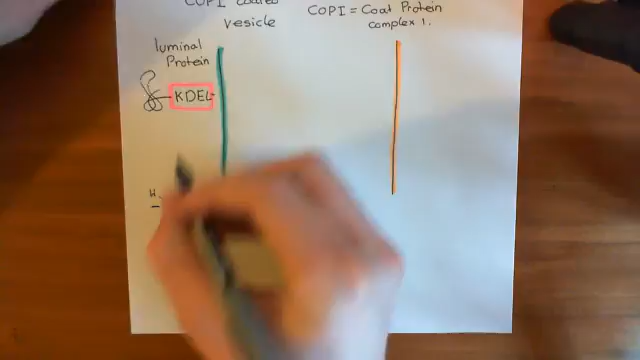 COPI coated
vesicle
COPI = Coat Protein
complex 1.
luminal
Protein
KDEL
H